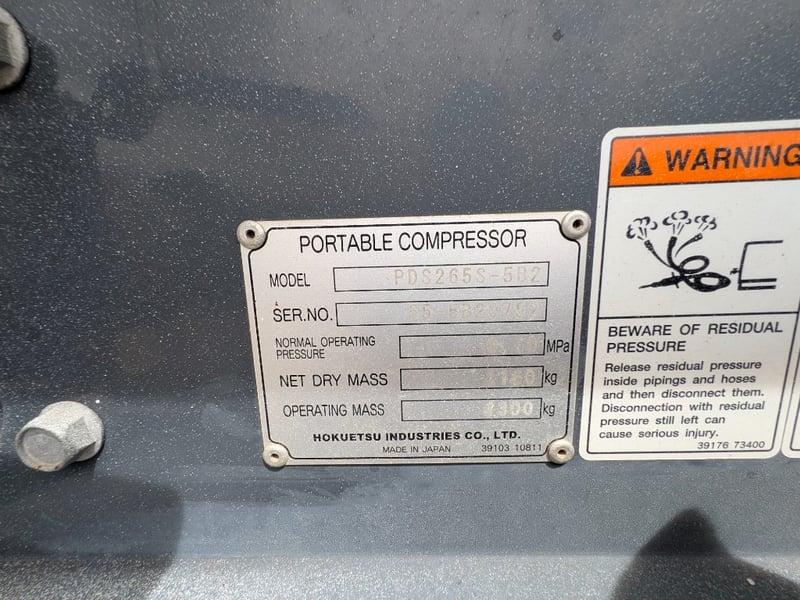 PORTABLE COMPRESSOR
MODEL PDS265S-5B2
SER.NO.
NORMAL OPERATING
PRESSURE MPa
NET DRY MASS kg
OPERATING MASS kg
HOKUETSU INDUSTRIES CO., LTD.
MADE IN JAPAN 39103 10811
WARNING
BEWARE OF RESIDUAL
PRESSURE
Release residual pressure
inside pipings and hoses
and then disconnect them.
Disconnection with residual
pressure still left can
cause serious injury.
39176 73400